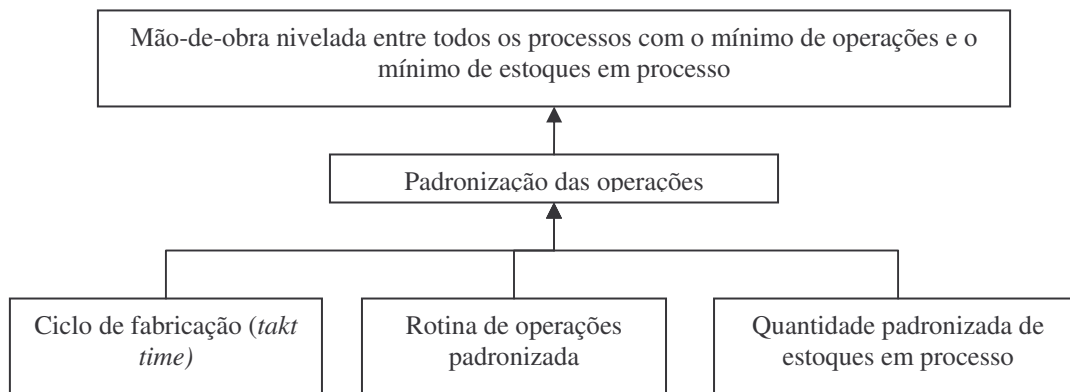 Mão-de-obra nivelada entre todos os processos com o mínimo de operações e o
mínimo de estoques em processo
Padronização das operações
Ciclo de fabricação (takt
time)
Rotina de operações
padronizada
Quantidade padronizada de
estoques em processo